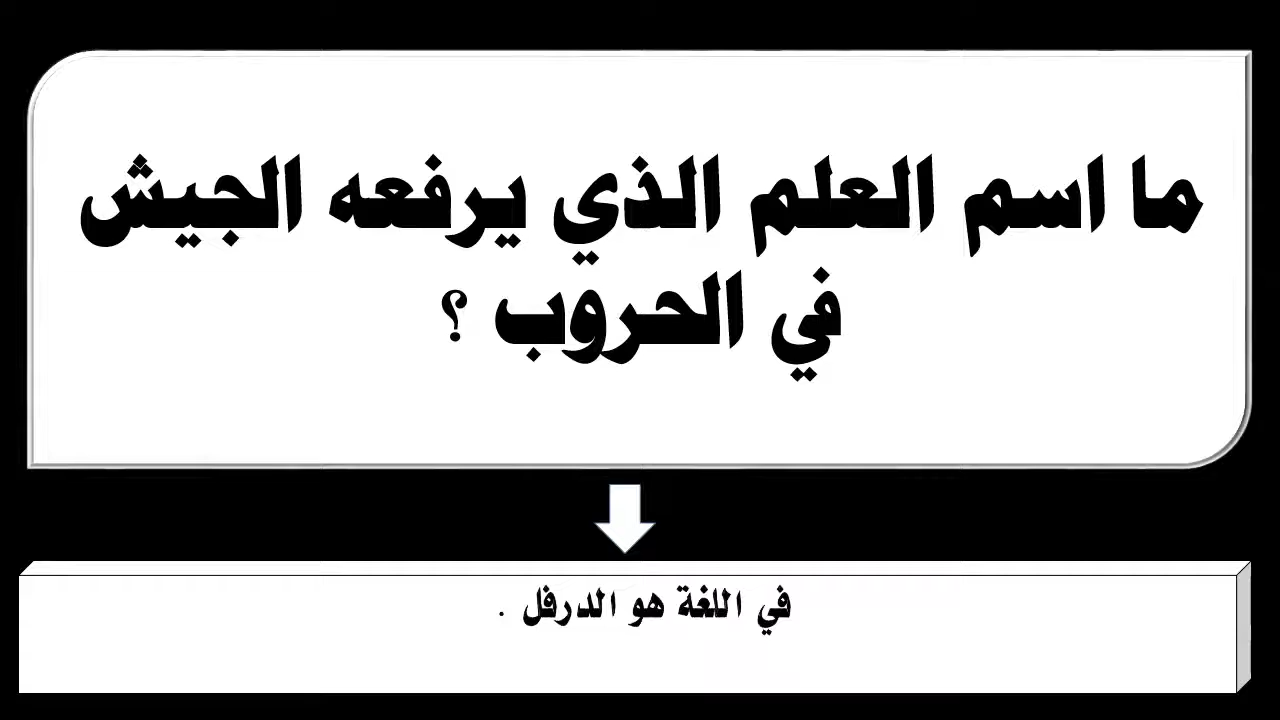 ما اسم العلم الذي يرفعه الجيش
في الحروب ؟
في اللغة هو الدرفل .